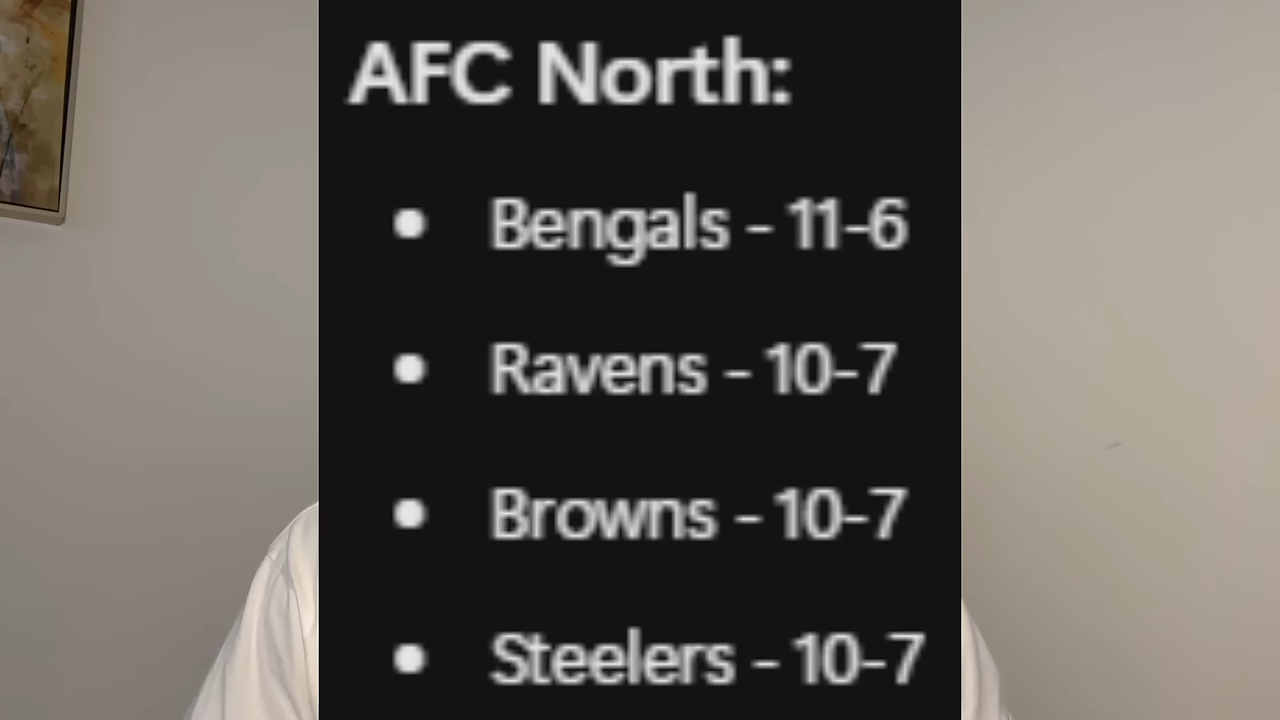 AFC North:
• Bengals - 11-6
• Ravens - 10-7
• Browns - 10-7
• Steelers - 10-7